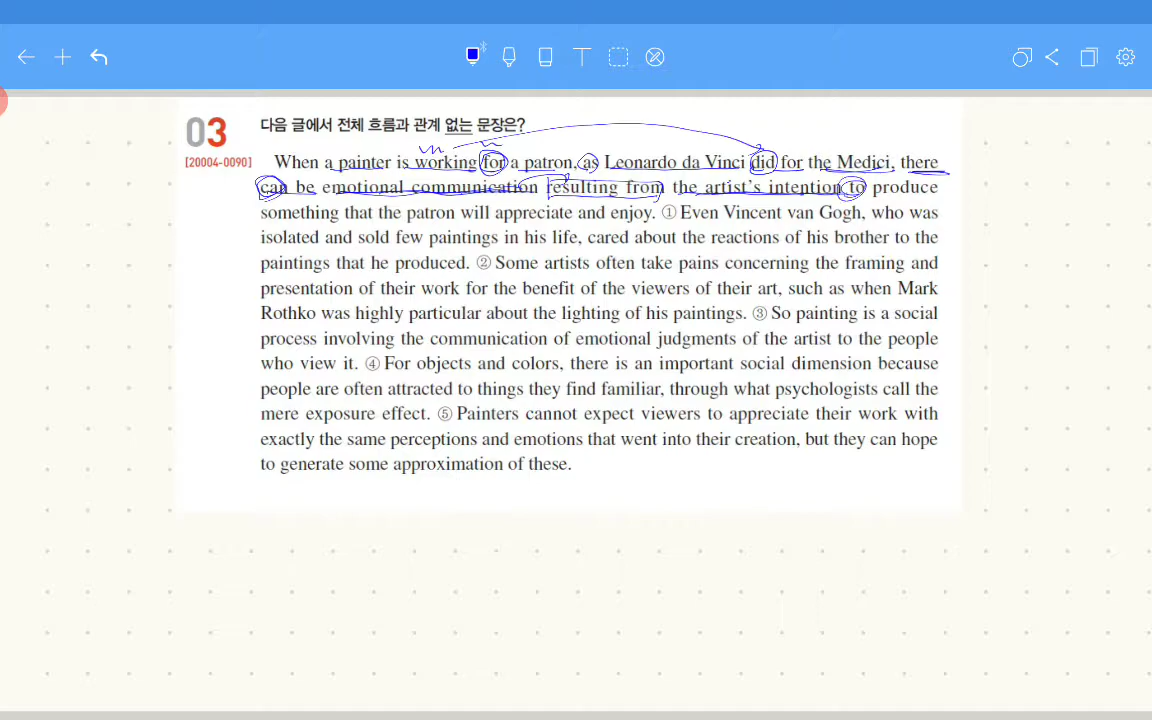 03 다음 글에서 전체 흐름과 관계 없는 문장은?
[20004-0090] When a painter is working for a patron, as Leonardo da Vinci did for the Medici, there
can be emotional communication resulting from the artist's intention to produce
something that the patron will appreciate and enjoy. ① Even Vincent van Gogh, who was
isolated and sold few paintings in his life, cared about the reactions of his brother to the
paintings that he produced. ② Some artists often take pains concerning the framing and
presentation of their work for the benefit of the viewers of their art, such as when Mark
Rothko was highly particular about the lighting of his paintings. ③ So painting is a social
process involving the communication of emotional judgments of the artist to the people
who view it. ④ For objects and colors, there is an important social dimension because
people are often attracted to things they find familiar, through what psychologists call the
mere exposure effect. ⑤ Painters cannot expect viewers to appreciate their work with
exactly the same perceptions and emotions that went into their creation, but they can hope
to generate some approximation of these.